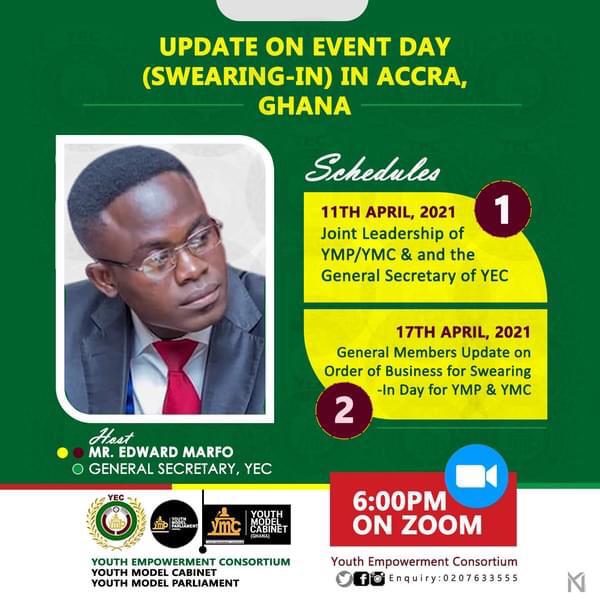 UPDATE ON EVENT DAY
(SWEARING-IN) IN ACCRA,
GHANA
Schedules
1
11TH APRIL, 2021
Joint Leadership of
YMP/YMC & and the
General Secretary of YEC
17TH APRIL, 2021
General Members Update on
Order of Business for Swearing
-In Day for YMP & YMC
2
Host
MR. EDWARD MARFO
GENERAL SECRETARY, YEC
YEC
YMP
YOUTH
MODEL
PARLIAMENT
ymc
YOUTH
MODEL
CABINET
(GHANA)
YOUTH EMPOWERMENT CONSORTIUM
YOUTH MODEL CABINET
YOUTH MODEL PARLIAMENT
6:00PM
ON ZOOM
Youth Empowerment Consortium
Enquiry:0207633555